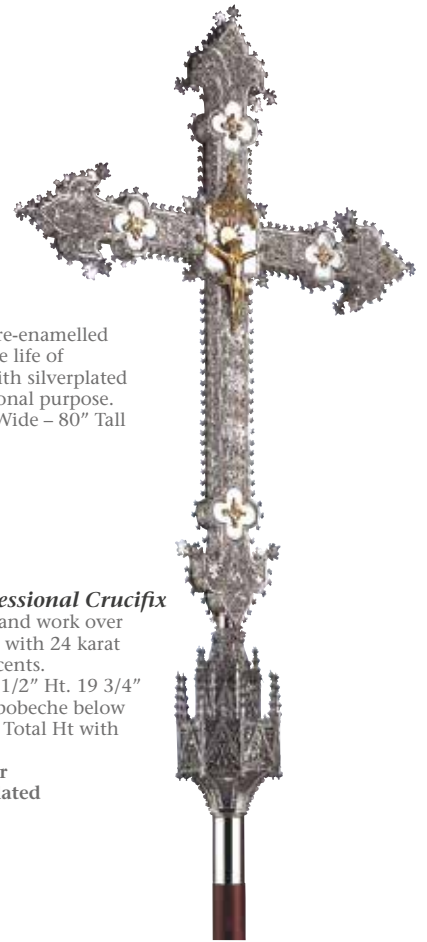 re-enamelled
e life of
ith silverplated
onal purpose.
Wide – 80” Tall
essional Crucifix
and work over
with 24 karat
cents.
1/2” Ht. 19 3/4”
bobeche below
Total Ht with
r
ated